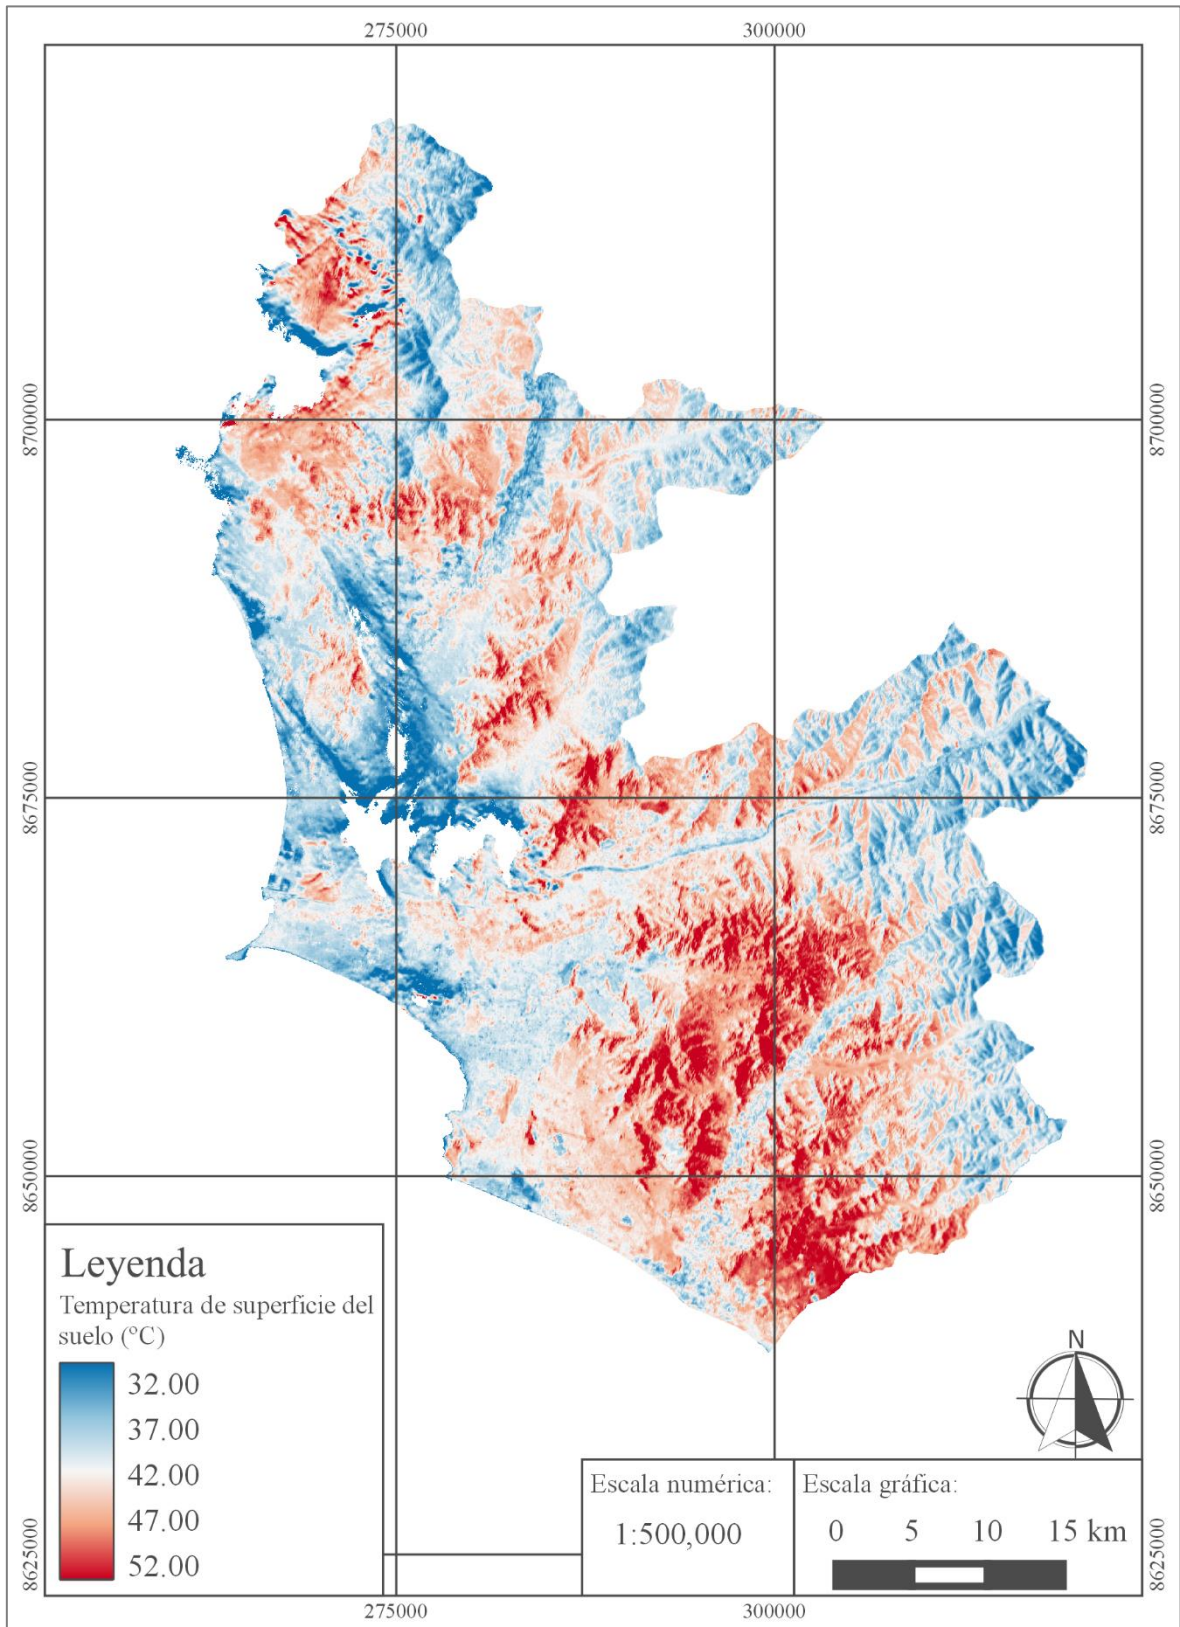 275000
300000
8700000
8700000
8675000
8675000
8650000
8650000
Leyenda
Temperatura de superficie del
suelo (°C)
32.00
37.00
42.00
47.00
52.00
N
Escala numérica:
1:500,000
Escala gráfica:
0 5 10 15 km
8625000
8625000
275000
300000